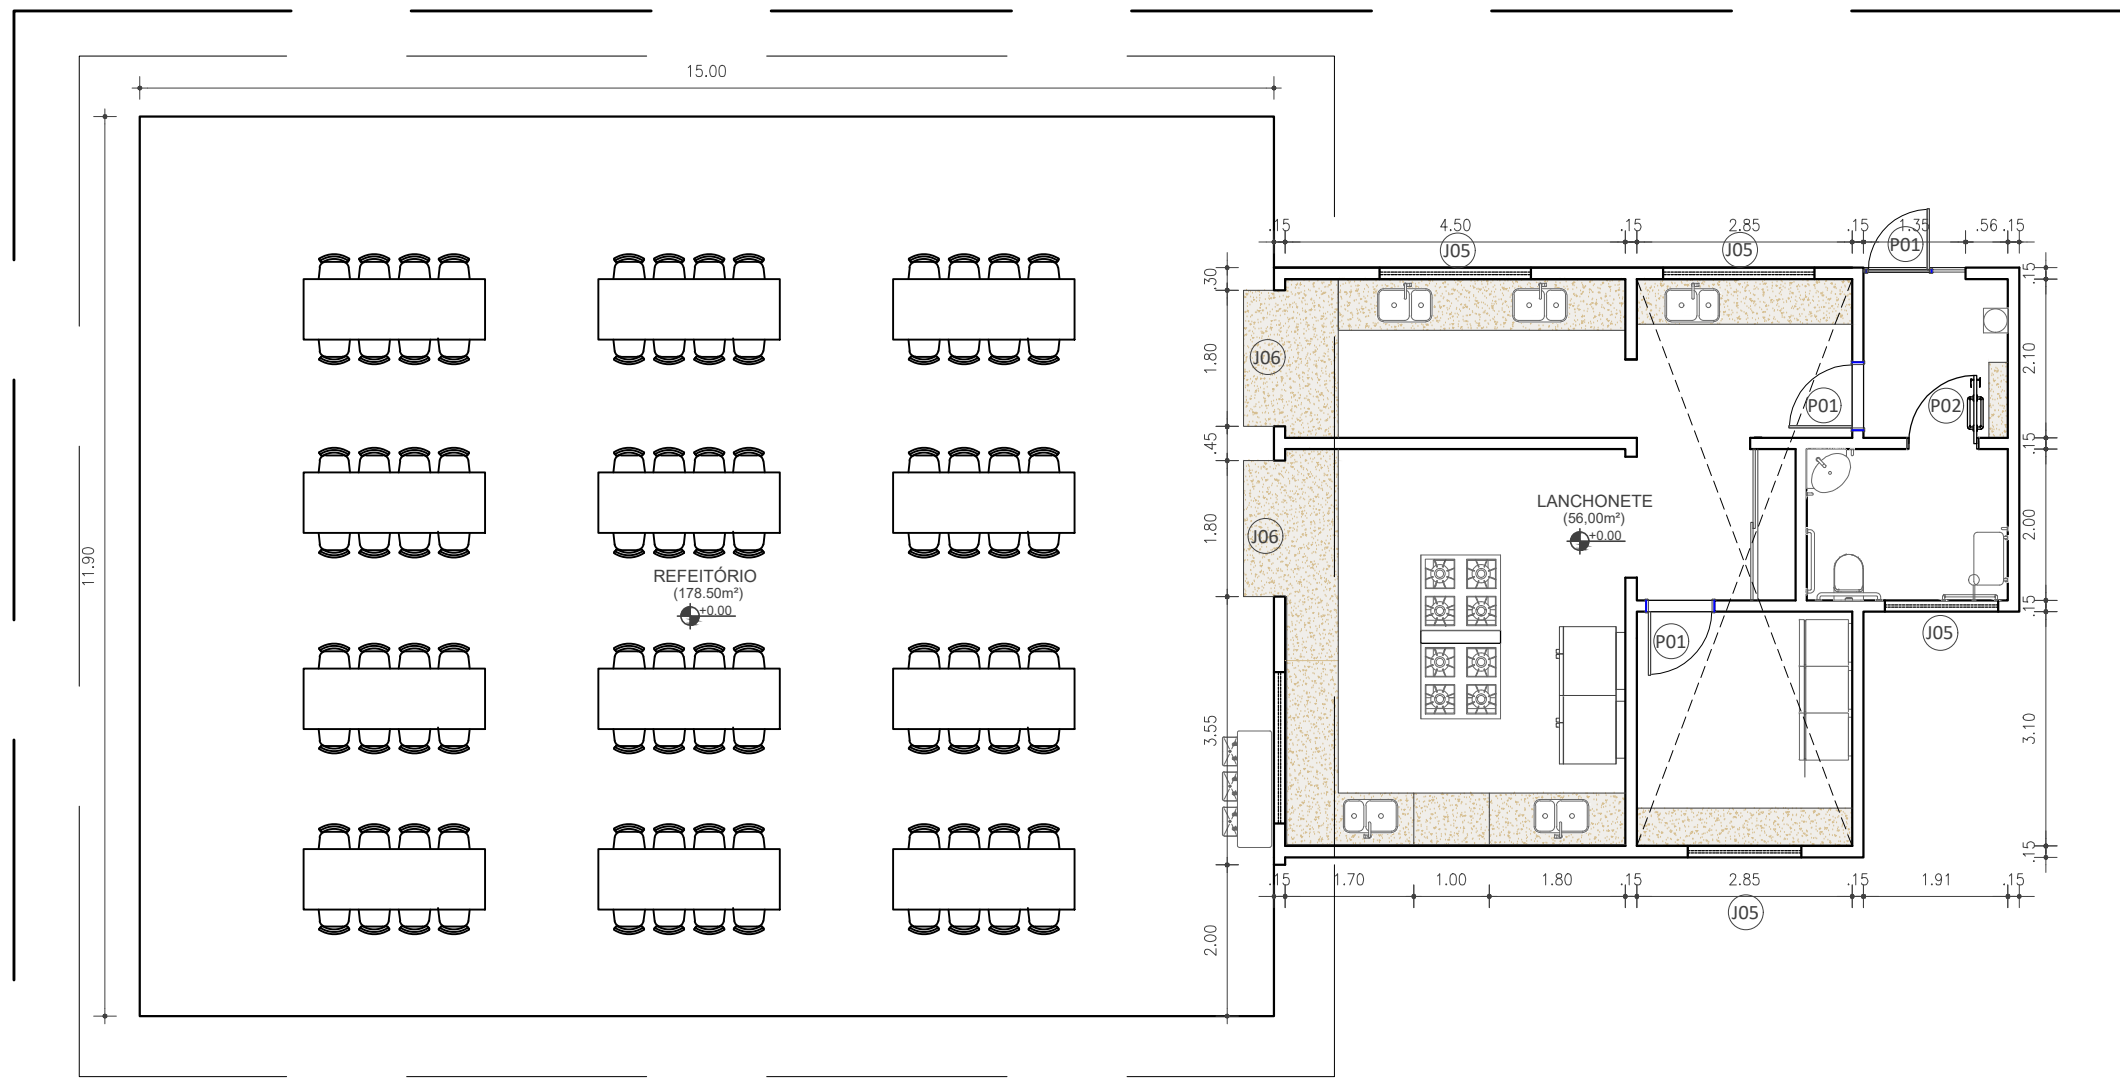 15.00
.15
4.50
.15
2.85
.15
1.35
.56
.15
J05
J05
P01
.30
.15
1.80
J06
2.10
P01
P02
.45
.15
LANCHONETE
(56,00m²)
+0.00
1.80
J06
2.00
11.90
REFEITÓRIO
(178.50m²)
+0.00
.15
P01
J05
3.55
3.10
.15
.15
1.70
1.00
1.80
.15
2.85
.15
1.91
.15
J05
2.00